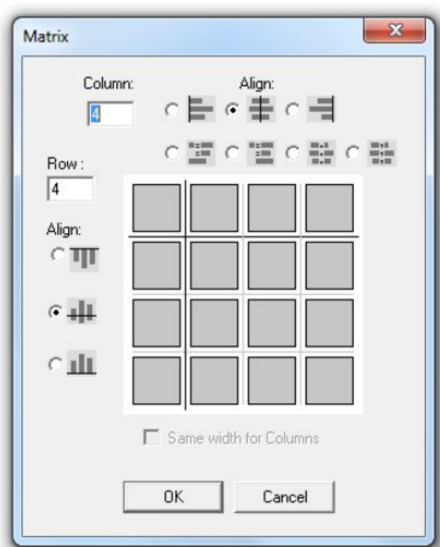 Matrix
Column: Align:
4
Row :
4
Align:
Same width for Columns
OK Cancel